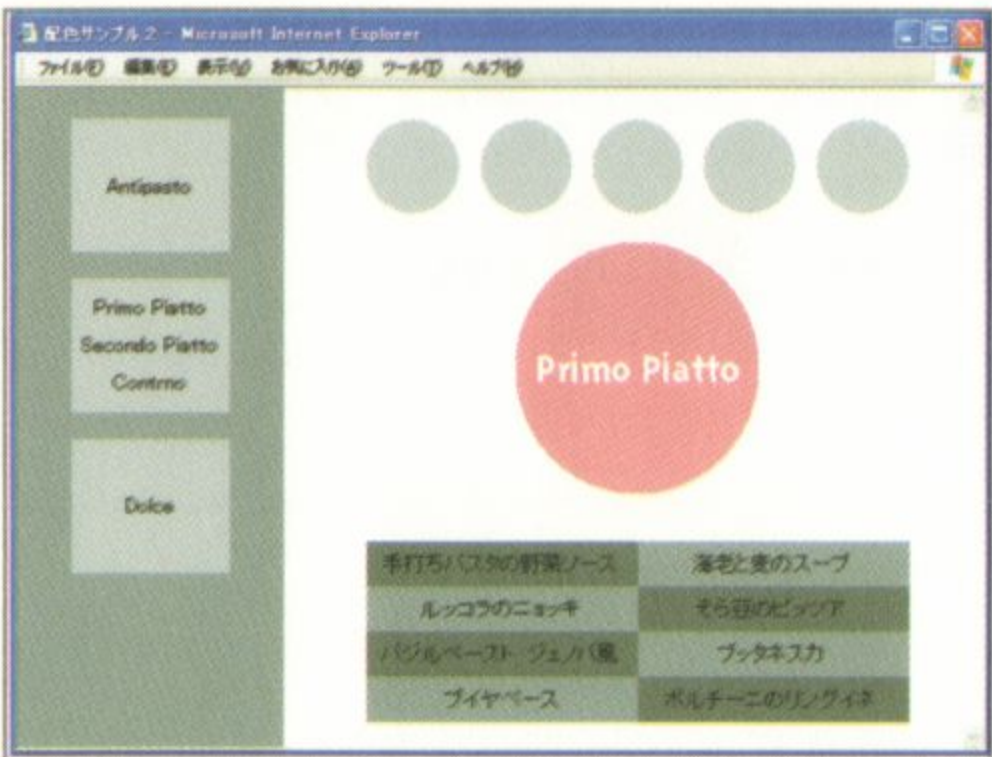 配色サンプル2 - Microsoft Internet Explorer
ファイル(F) 編集(E) 表示(V) お気に入り(A) ツール(T) ヘルプ(H)
Antipasto
Primo Piatto
Secondo Piatto
Contrno
Dolce
Primo Piatto
手打ちパスタの野菜ソース 海老と麦のスープ
ルッコラのニョッキ そら豆のピッツア
バジルペースト ジェノバ風 プッタネスカ
ブイヤベース ポルチーニのリングイネ